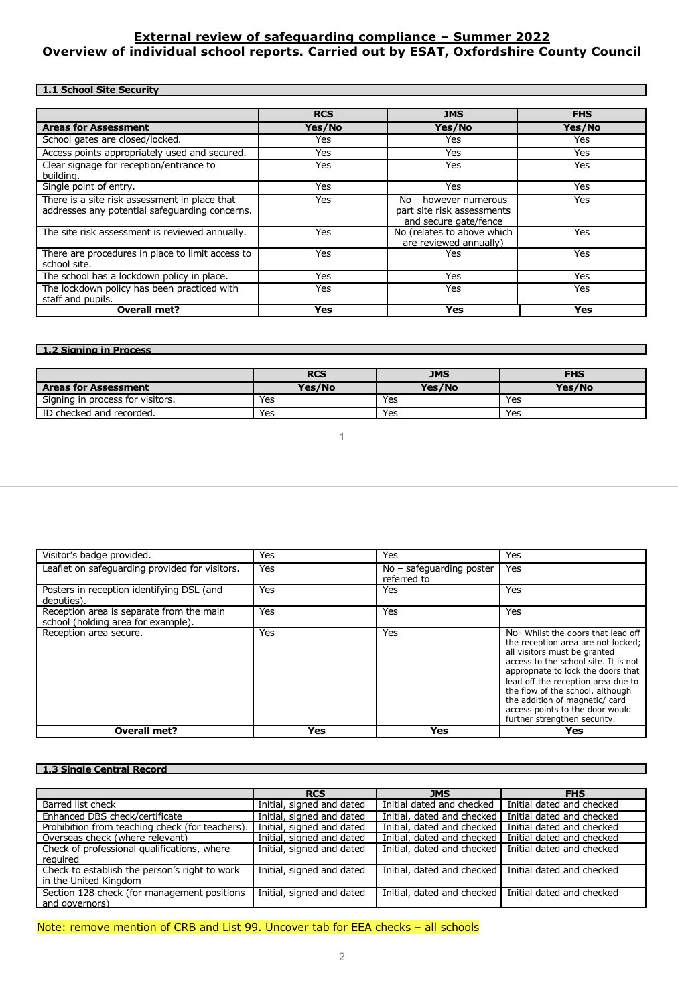 External review of safeguarding compliance – Summer 2022
Overview of individual school reports. Carried out by ESAT, Oxfordshire County Council
1.1 School Site Security
RCS JMS FHS
Areas for Assessment Yes/No Yes/No Yes/No
School gates are closed/locked. Yes Yes Yes
Access points appropriately used and secured. Yes Yes Yes
Clear signage for reception/entrance to Yes Yes Yes
building.
Single point of entry. Yes Yes Yes
There is a site risk assessment in place that Yes No – however numerous Yes
addresses any potential safeguarding concerns. part site risk assessments
and secure gate/fence
The site risk assessment is reviewed annually. Yes No (relates to above which Yes
are reviewed annually)
There are procedures in place to limit access to Yes Yes Yes
school site.
The school has a lockdown policy in place. Yes Yes Yes
The lockdown policy has been practiced with Yes Yes Yes
staff and pupils.
Overall met? Yes Yes Yes
1.2 Signing in Process
RCS JMS FHS
Areas for Assessment Yes/No Yes/No Yes/No
Signing in process for visitors. Yes Yes Yes
ID checked and recorded. Yes Yes Yes
1
Visitor’s badge provided. Yes Yes Yes
Leaflet on safeguarding provided for visitors. Yes No – safeguarding poster Yes
referred to
Posters in reception identifying DSL (and Yes Yes Yes
deputies).
Reception area is separate from the main Yes Yes Yes
school (holding area for example).
Reception area secure. Yes Yes No- Whilst the doors that lead off
the reception area are not locked;
all visitors must be granted
access to the school site. It is not
appropriate to lock the doors that
lead off the reception area due to
the flow of the school, although
the addition of magnetic/ card
access points to the door would
further strengthen security.
Overall met? Yes Yes Yes
1.3 Single Central Record
RCS JMS FHS
Barred list check Initial, signed and dated Initial dated and checked Initial dated and checked
Enhanced DBS check/certificate Initial, signed and dated Initial, dated and checked Initial dated and checked
Prohibition from teaching check (for teachers). Initial, signed and dated Initial, dated and checked Initial dated and checked
Overseas check (where relevant) Initial, signed and dated Initial, dated and checked Initial dated and checked
Check of professional qualifications, where Initial, signed and dated Initial, dated and checked Initial dated and checked
required
Check to establish the person’s right to work Initial, signed and dated Initial, dated and checked Initial dated and checked
in the United Kingdom
Section 128 check (for management positions Initial, signed and dated Initial, dated and checked Initial dated and checked
and governors)
Note: remove mention of CRB and List 99. Uncover tab for EEA checks – all schools
2